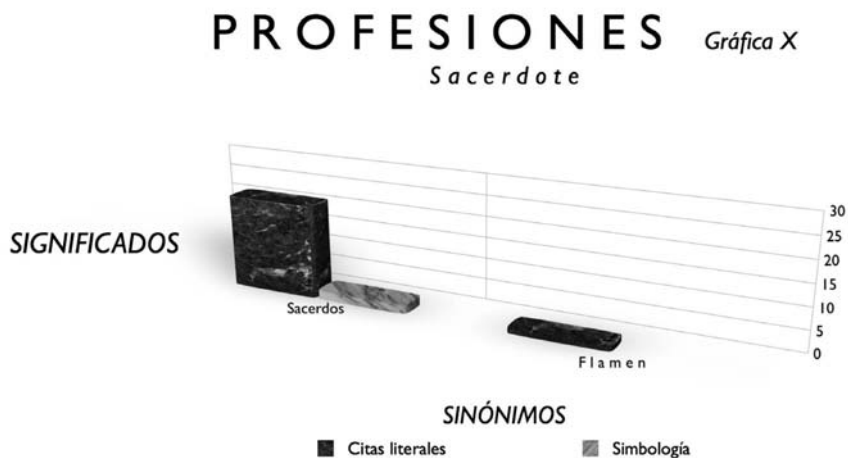 PROFESIONES Gráfica X
Sacerdote
30
25
20
15
10
5
0
SIGNIFICADOS
Sacerdos
Flamen
SINÓNIMOS
Citas literales Simbología